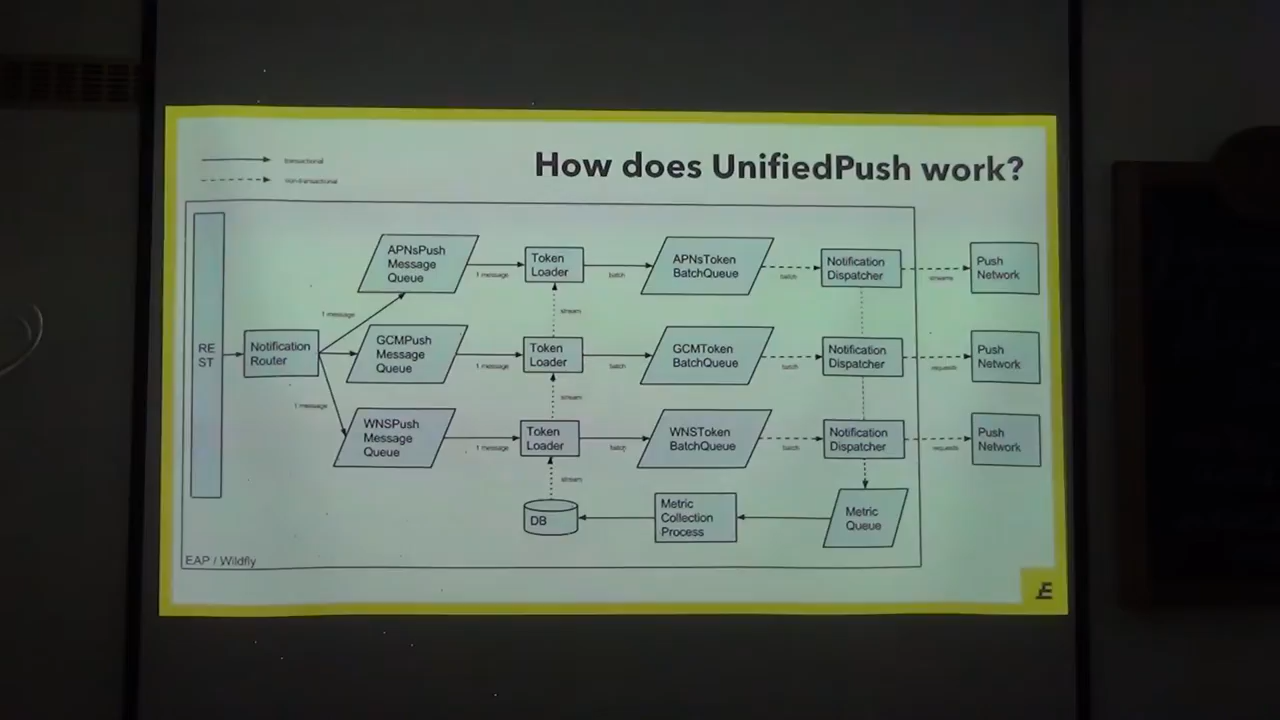 How does UnifiedPush work?
transactional
non-transactional
RE
ST
Notification
Router
1 message
1 message
APNsPush
Message
Queue
1 message
Token
Loader
batch
APNsToken
BatchQueue
batch
Notification
Dispatcher
streams
Push
Network
stream
GCMPush
Message
Queue
1 message
Token
Loader
batch
GCMToken
BatchQueue
batch
Notification
Dispatcher
requests
Push
Network
stream
WNSPush
Message
Queue
1 message
Token
Loader
batch
WNSToken
BatchQueue
batch
Notification
Dispatcher
requests
Push
Network
stream
DB
Metric
Collection
Process
Metric
Queue
EAP / Wildfly